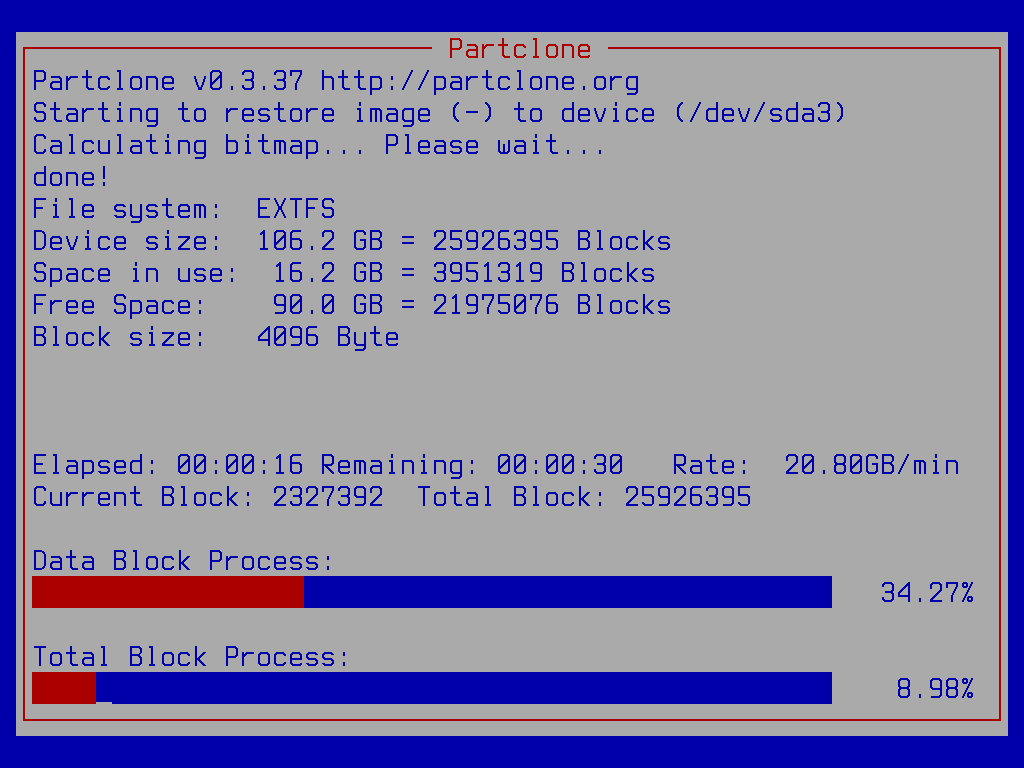 Partclone
Partclone v0.3.37 http://partclone.org
Starting to restore image (-) to device (/dev/sda3)
Calculating bitmap... Please wait...
done!
File system:  EXTFS
Device size:  106.2 GB = 25926395 Blocks
Space in use:  16.2 GB = 3951319 Blocks
Free Space:    90.0 GB = 21975076 Blocks
Block size:   4096 Byte
Elapsed: 00:00:16 Remaining: 00:00:30   Rate:  20.80GB/min
Current Block: 2327392  Total Block: 25926395
Data Block Process:
34.27%
Total Block Process:
8.98%